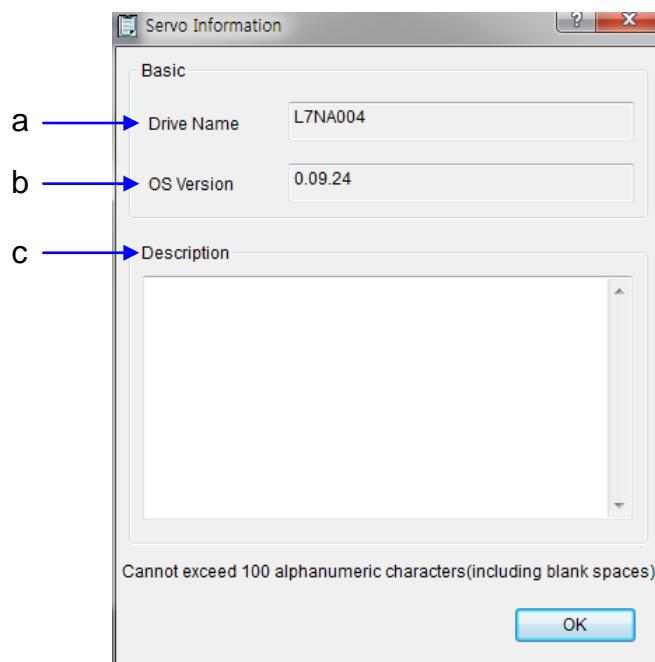 Servo Information
Basic
a Drive Name L7NA004
b OS Version 0.09.24
c Description
Cannot exceed 100 alphanumeric characters(including blank spaces)
OK